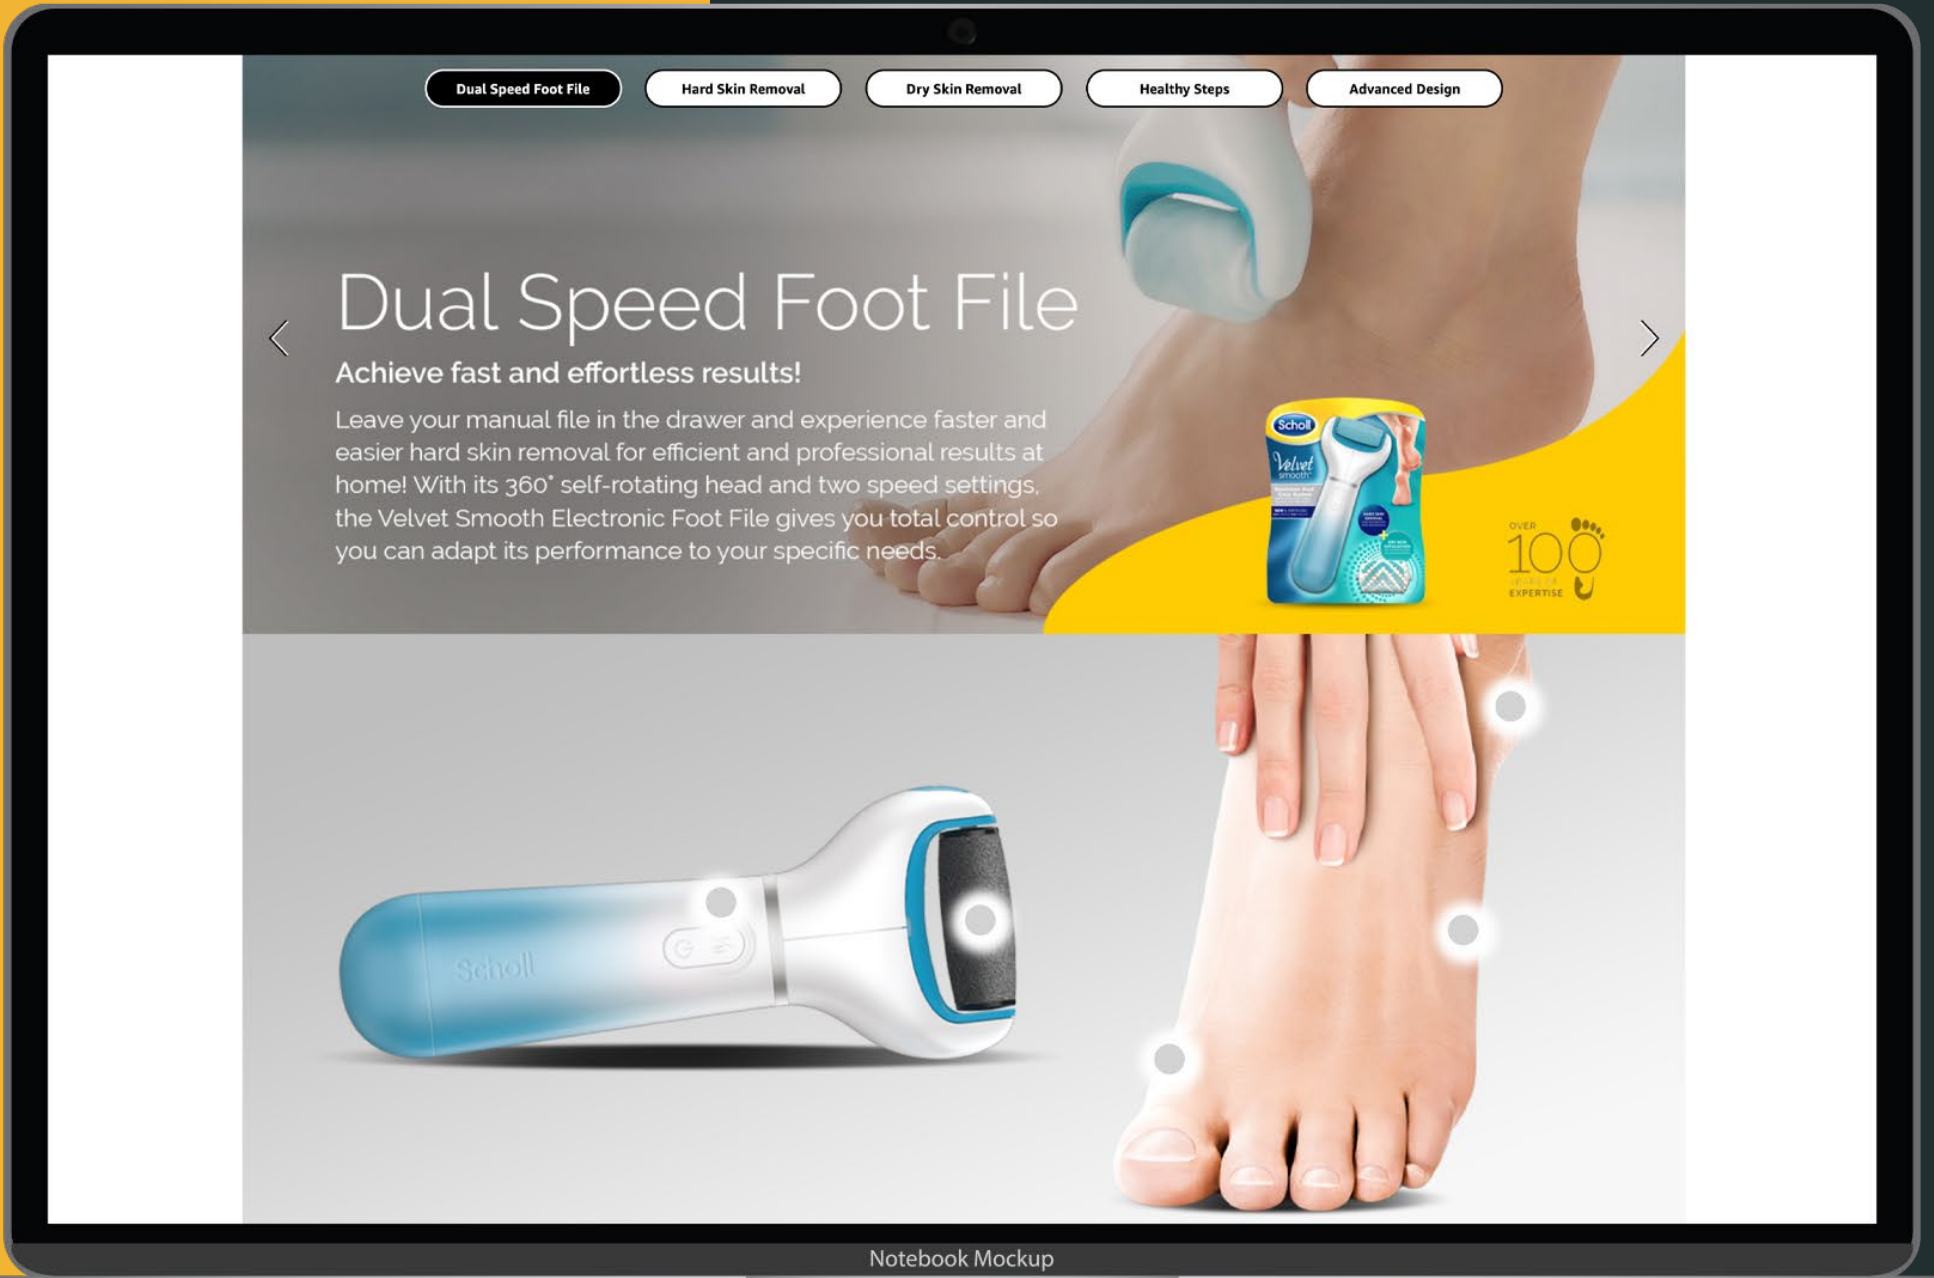 Dual Speed Foot File
Hard Skin Removal
Dry Skin Removal
Healthy Steps
Advanced Design
Dual Speed Foot File
Achieve fast and effortless results!
Leave your manual file in the drawer and experience faster and
easier hard skin removal for efficient and professional results at
home! With its 360° self-rotating head and two speed settings,
the Velvet Smooth Electronic Foot File gives you total control so
you can adapt its performance to your specific needs.
Scholl
Velvet
smooth™
OVER
100
YEARS OF
EXPERTISE
Scholl
Notebook Mockup